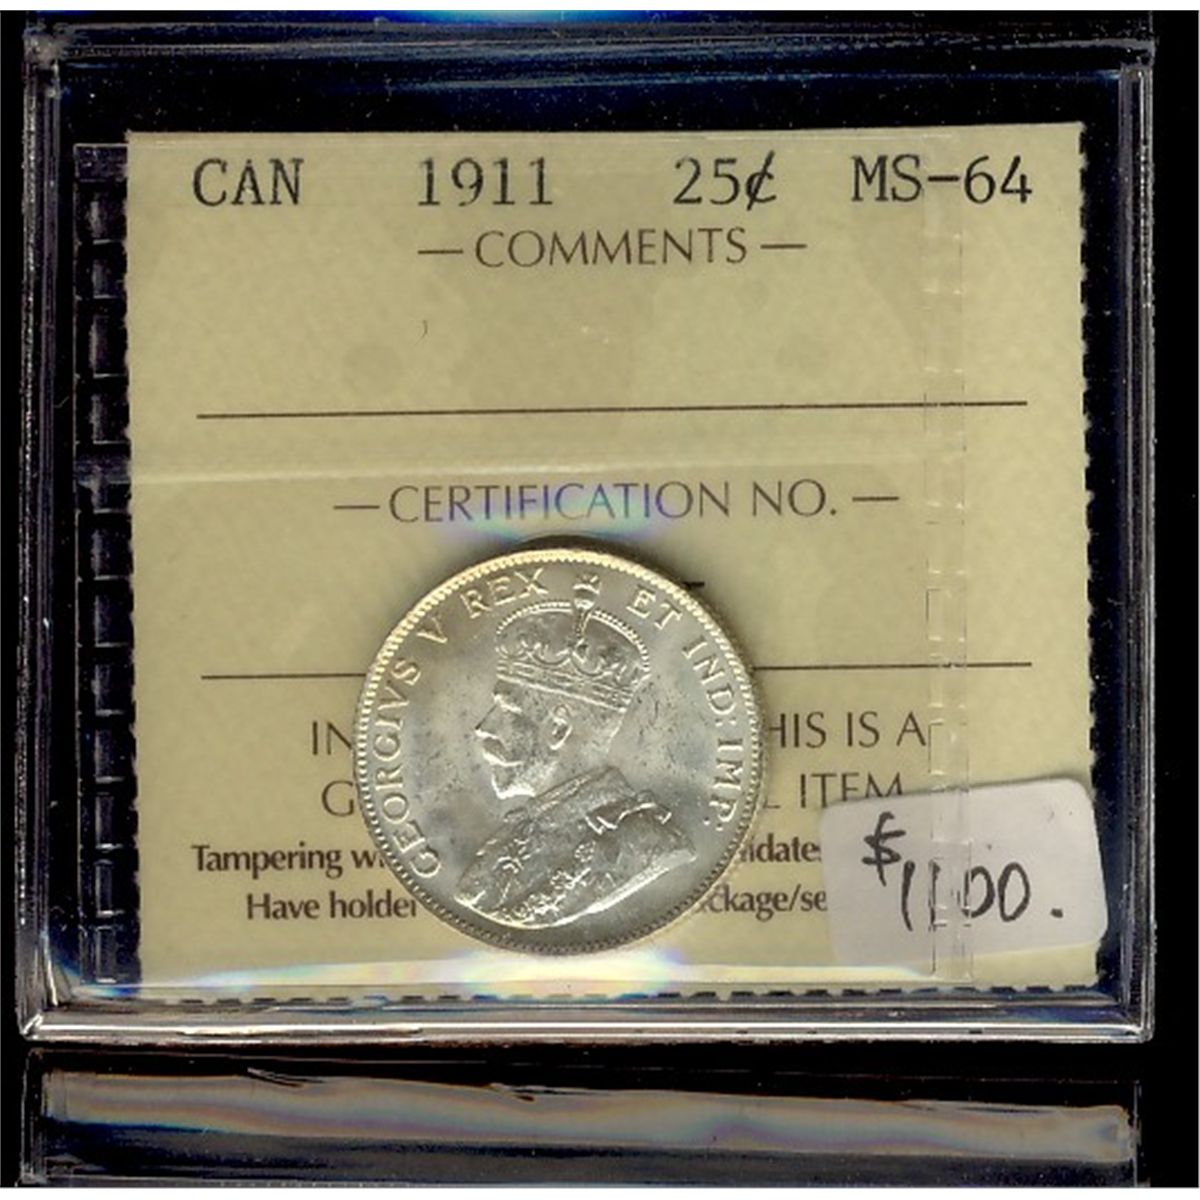 CAN 1911 25¢ MS-64
— COMMENTS —
— CERTIFICATION NO. —
GEORGIVS V REX ET IND: IMP:
IN HIS IS A
G L ITEM
Tampering w idate
Have holder ckage/se
$1100.